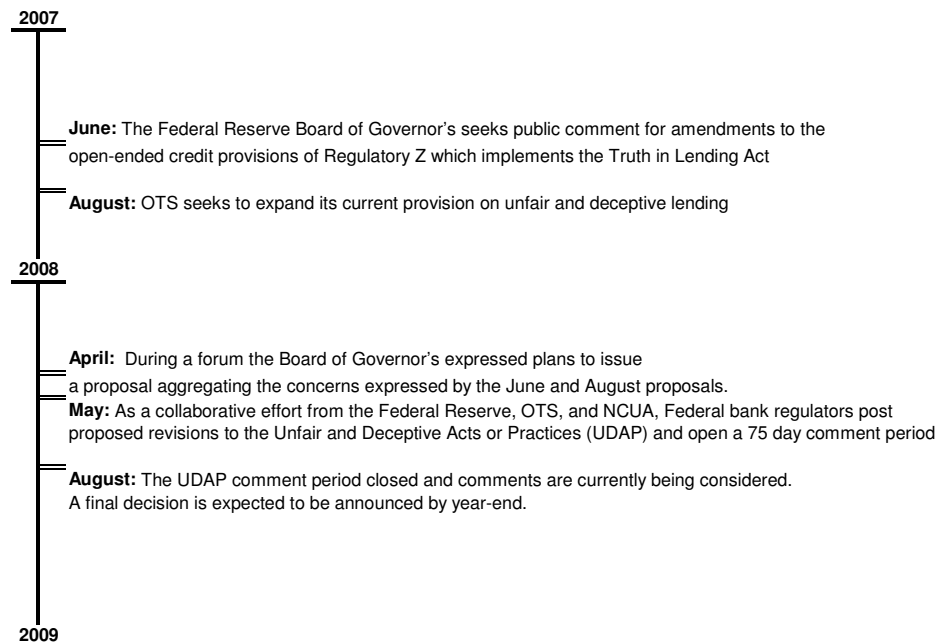 2007
June: The Federal Reserve Board of Governor's seeks public comment for amendments to the
open-ended credit provisions of Regulatory Z which implements the Truth in Lending Act
August: OTS seeks to expand its current provision on unfair and deceptive lending
2008
April: During a forum the Board of Governor's expressed plans to issue
a proposal aggregating the concerns expressed by the June and August proposals.
May: As a collaborative effort from the Federal Reserve, OTS, and NCUA, Federal bank regulators post
proposed revisions to the Unfair and Deceptive Acts or Practices (UDAP) and open a 75 day comment period
August: The UDAP comment period closed and comments are currently being considered.
A final decision is expected to be announced by year-end.
2009